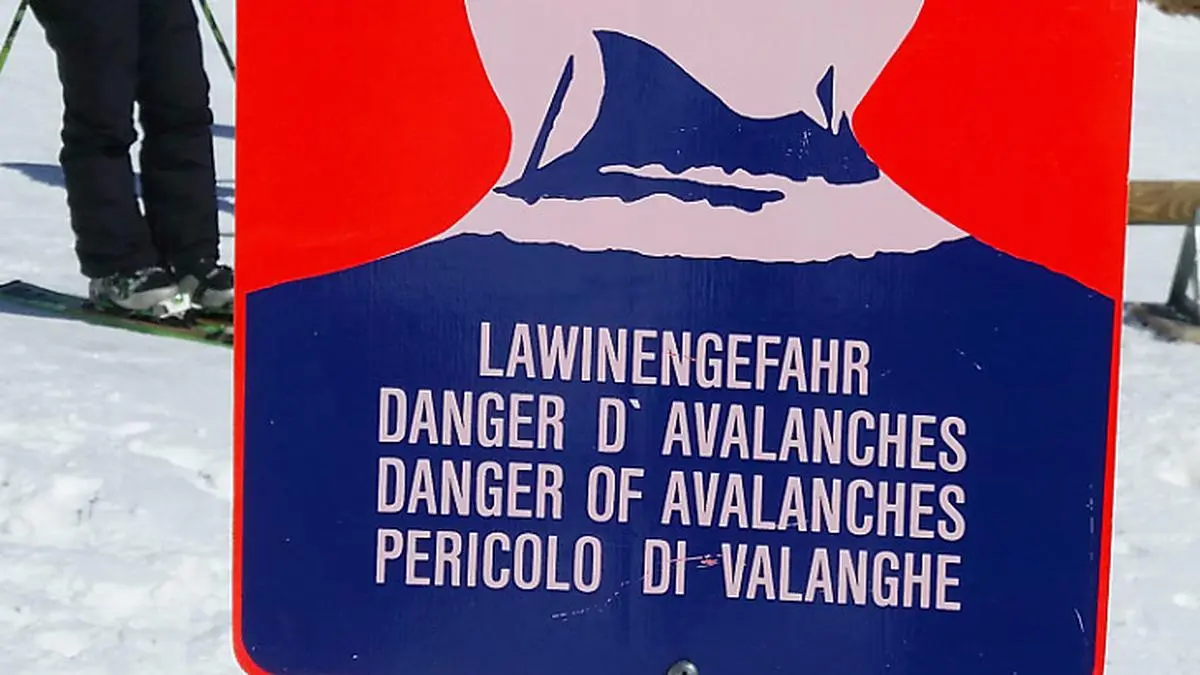 LAWINENGEFAHR
DANGER D` AVALANCHES
DANGER OF AVALANCHES
PERICOLO DI VALANGHE